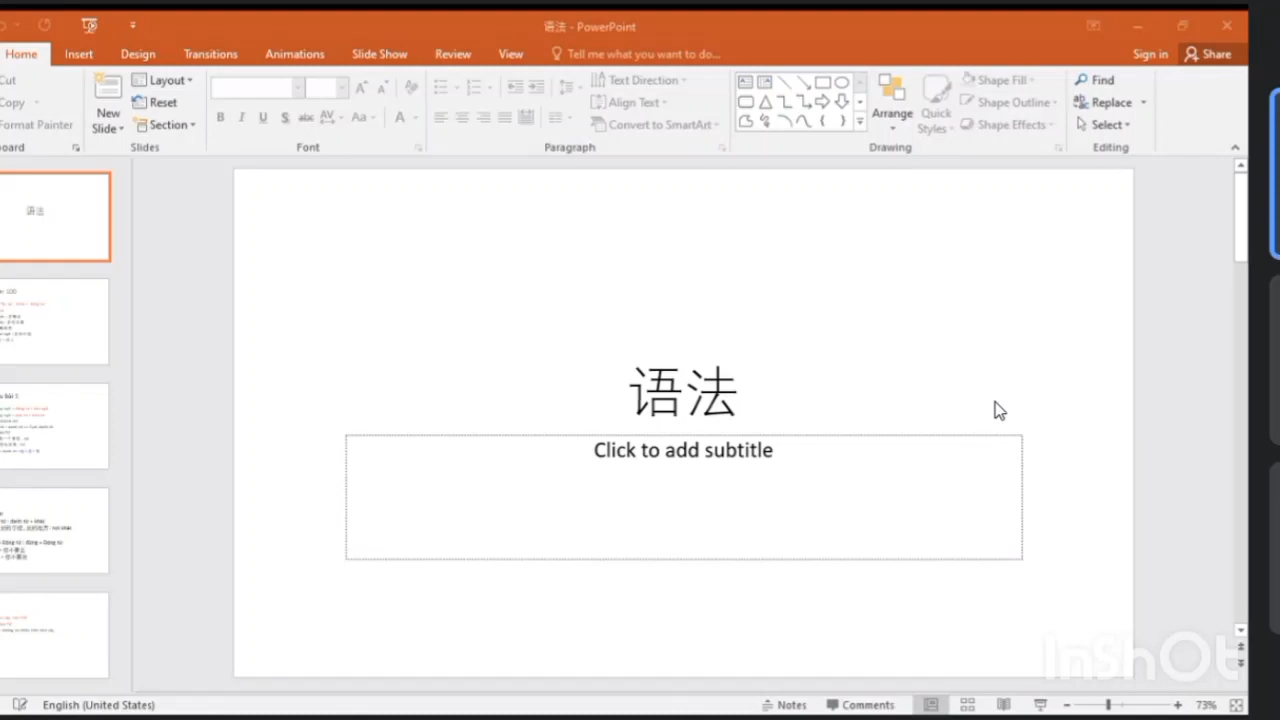 语法 - PowerPoint
Home Insert Design Transitions Animations Slide Show Review View Tell me what you want to do... Sign in Share
Cut
Copy
Format Painter
New
Slide
Layout
Reset
Section
Slides
B I U S abc AV Aa A
Font
Text Direction
Align Text
Convert to SmartArt
Paragraph
Arrange
Quick
Styles
Shape Fill
Shape Outline
Shape Effects
Drawing
Find
Replace
Select
Editing
语法
语法
Click to add subtitle
InShOt
English (United States)
Notes Comments 73%